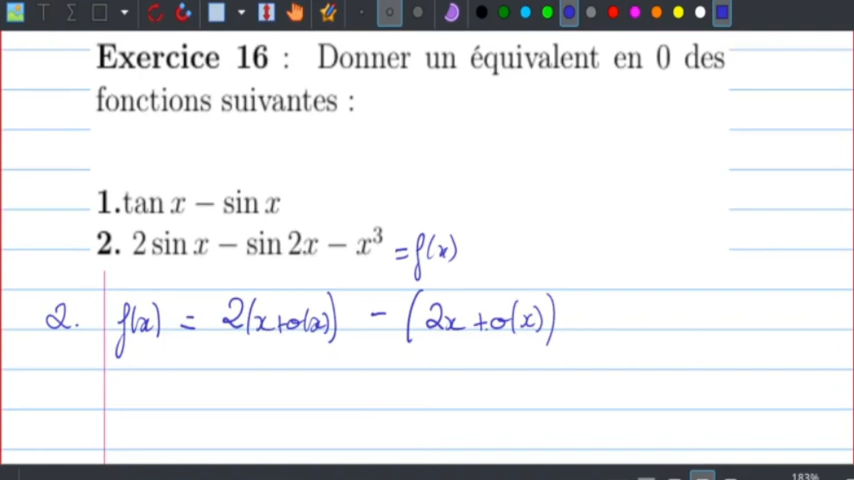 Exercice 16 : Donner un équivalent en 0 des
fonctions suivantes :
1.tan x − sin x
2. 2 sin x − sin 2x − x³ = f(x)
2. f(x) = 2(x+o(x)) − (2x+o(x))
183%